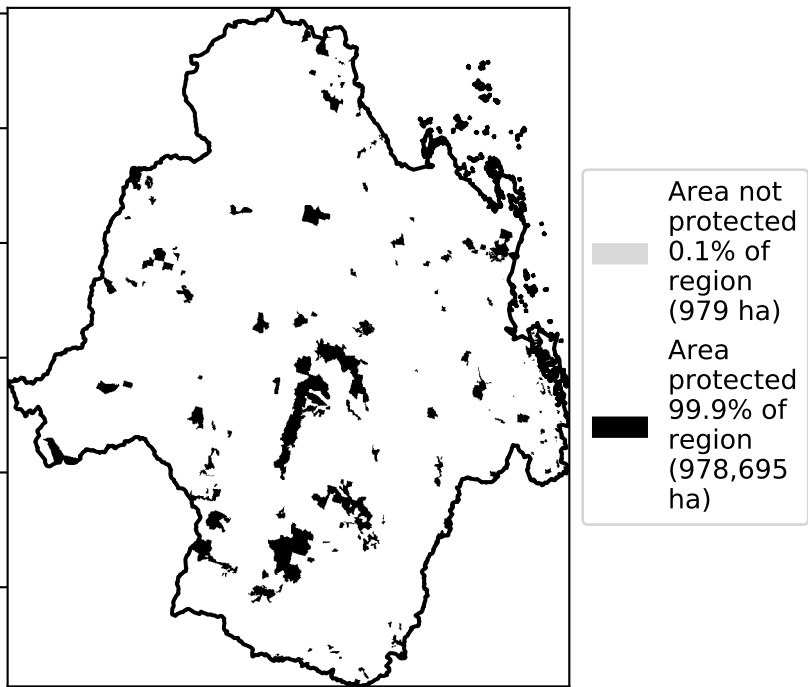 Area not
protected
0.1% of
region
(979 ha)
Area
protected
99.9% of
region
(978,695
ha)